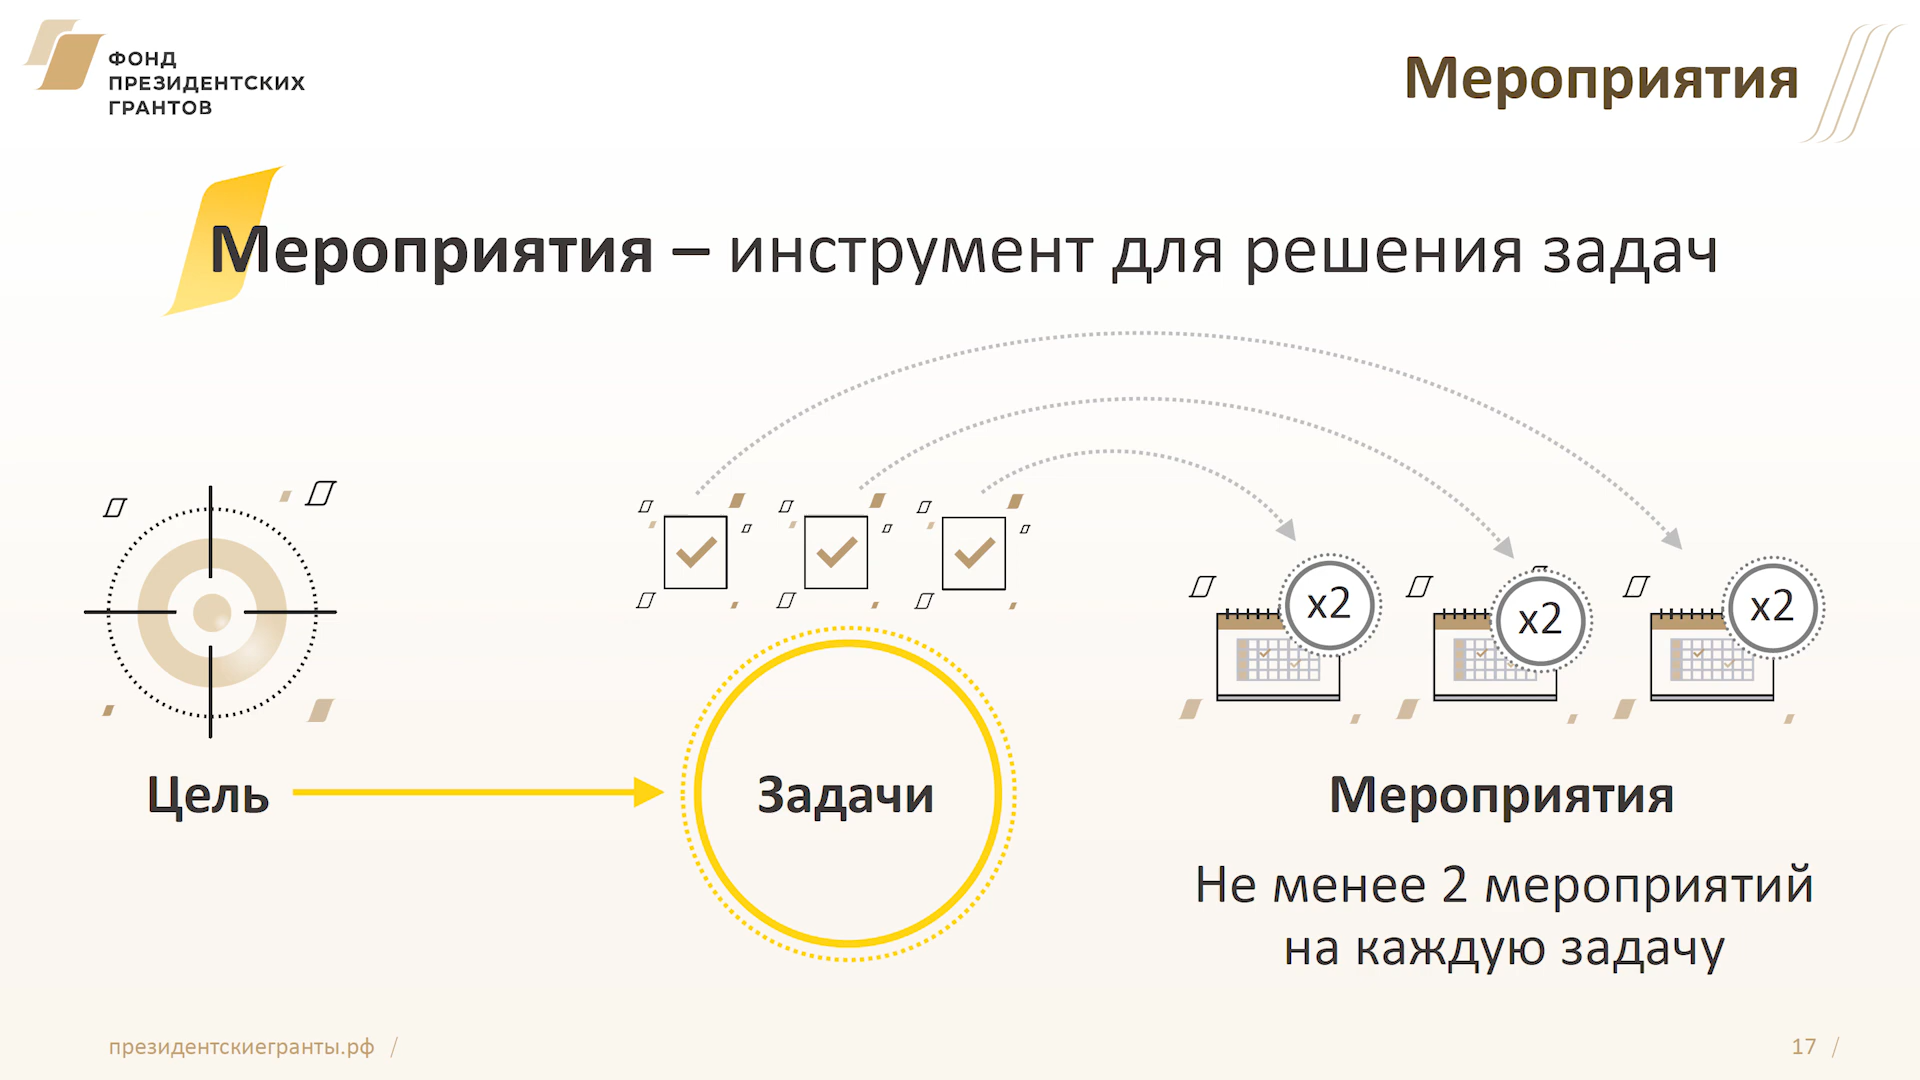 ФОНД
ПРЕЗИДЕНТСКИХ
ГРАНТОВ
Мероприятия
Мероприятия – инструмент для решения задач
x2
x2
x2
Цель
Задачи
Мероприятия
Не менее 2 мероприятий
на каждую задачу
президентскиегранты.рф /
17 /